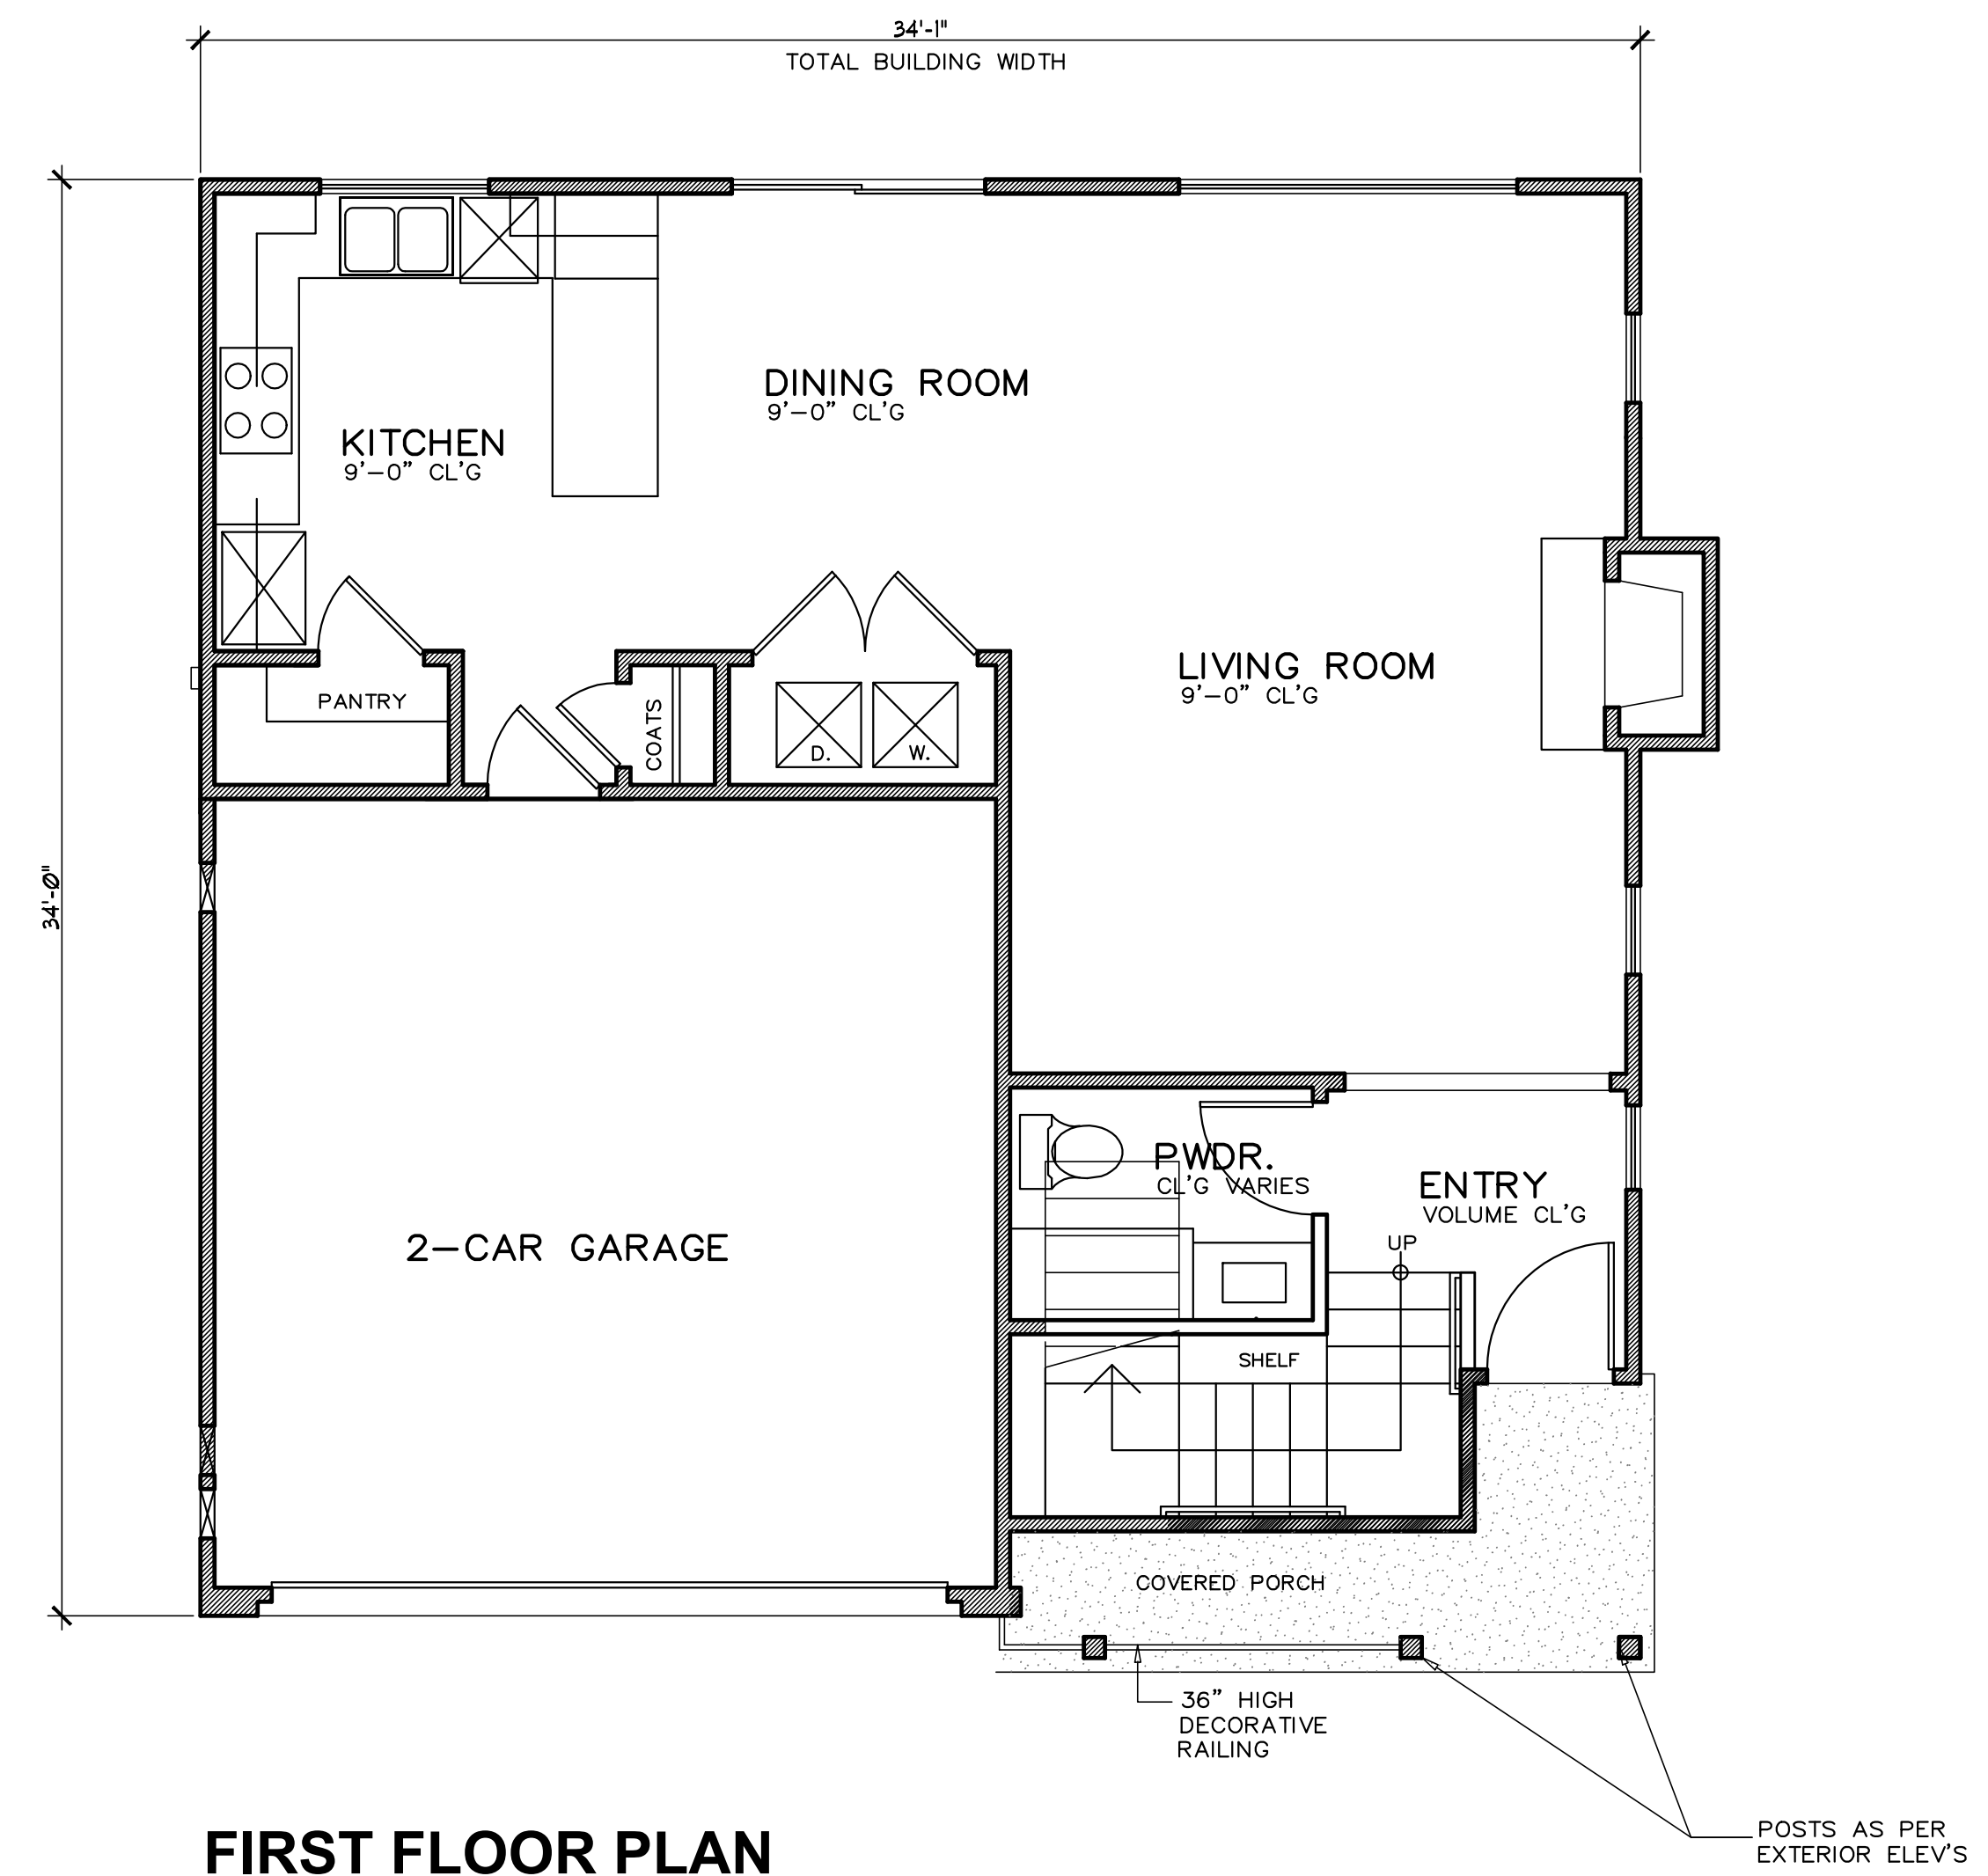 34'-1"
TOTAL BUILDING WIDTH
34'-0"
DINING ROOM
9'-0" CL'G
KITCHEN
9'-0" CL'G
LIVING ROOM
9'-0" CL'G
PANTRY
COATS
D.
W.
PWDR.
CL'G VARIES
ENTRY
VOLUME CL'G
UP
2-CAR GARAGE
SHELF
COVERED PORCH
36" HIGH
DECORATIVE
RAILING
POSTS AS PER
EXTERIOR ELEV'S
FIRST FLOOR PLAN